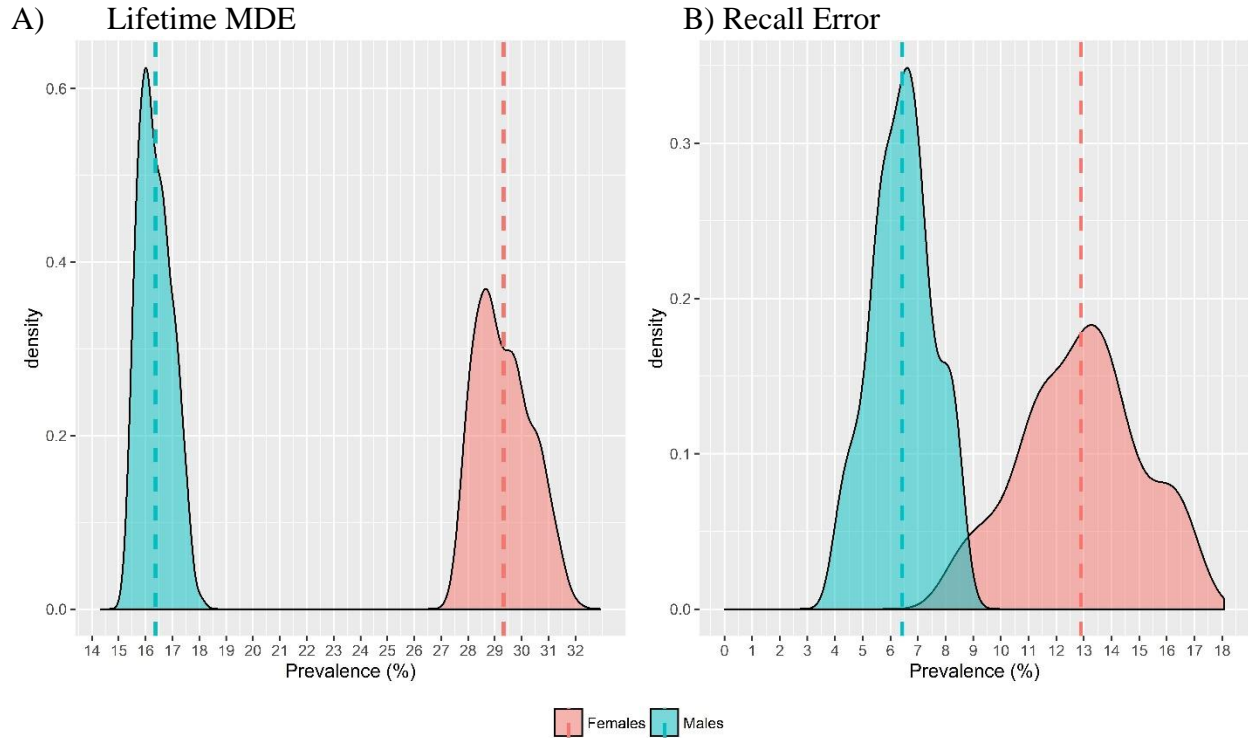 A) Lifetime MDE
B) Recall Error
0.6
0.4
0.2
0.0
density
14 15 16 17 18 19 20 21 22 23 24 25 26 27 28 29 30 31 32
Prevalence (%)
0.3
0.2
0.1
0.0
density
0 1 2 3 4 5 6 7 8 9 10 11 12 13 14 15 16 17 18
Prevalence (%)
Females Males